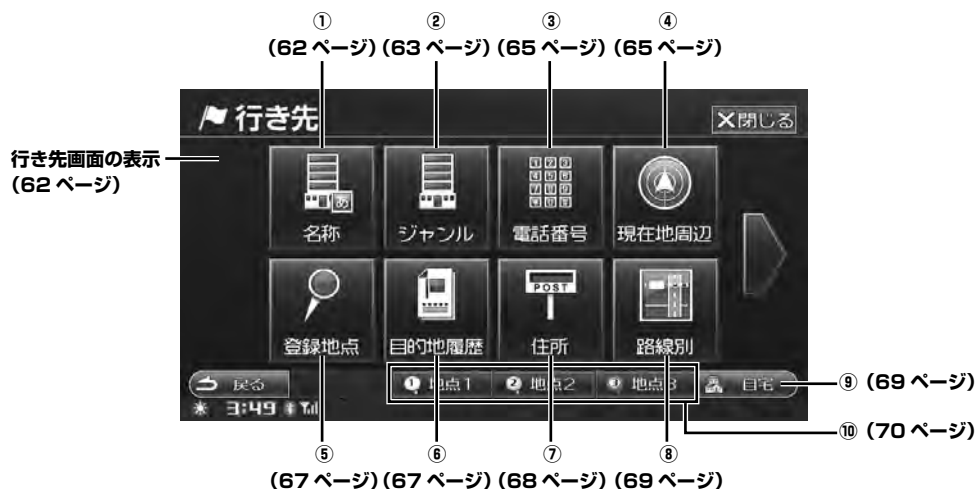 ① ② ③ ④
(62 ページ) (63 ページ) (65 ページ) (65 ページ)
行き先
×閉じる
行き先画面の表示
(62 ページ)
あ
名称 ジャンル 電話番号 現在地周辺
POST
登録地点 目的地履歴 住所 路線別
戻る ❶ 地点1 ❷ 地点2 ❸ 地点3 自宅
⑨ (69 ページ)
3:49
⑩ (70 ページ)
⑤ ⑥ ⑦ ⑧
(67 ページ) (67 ページ) (68 ページ) (69 ページ)